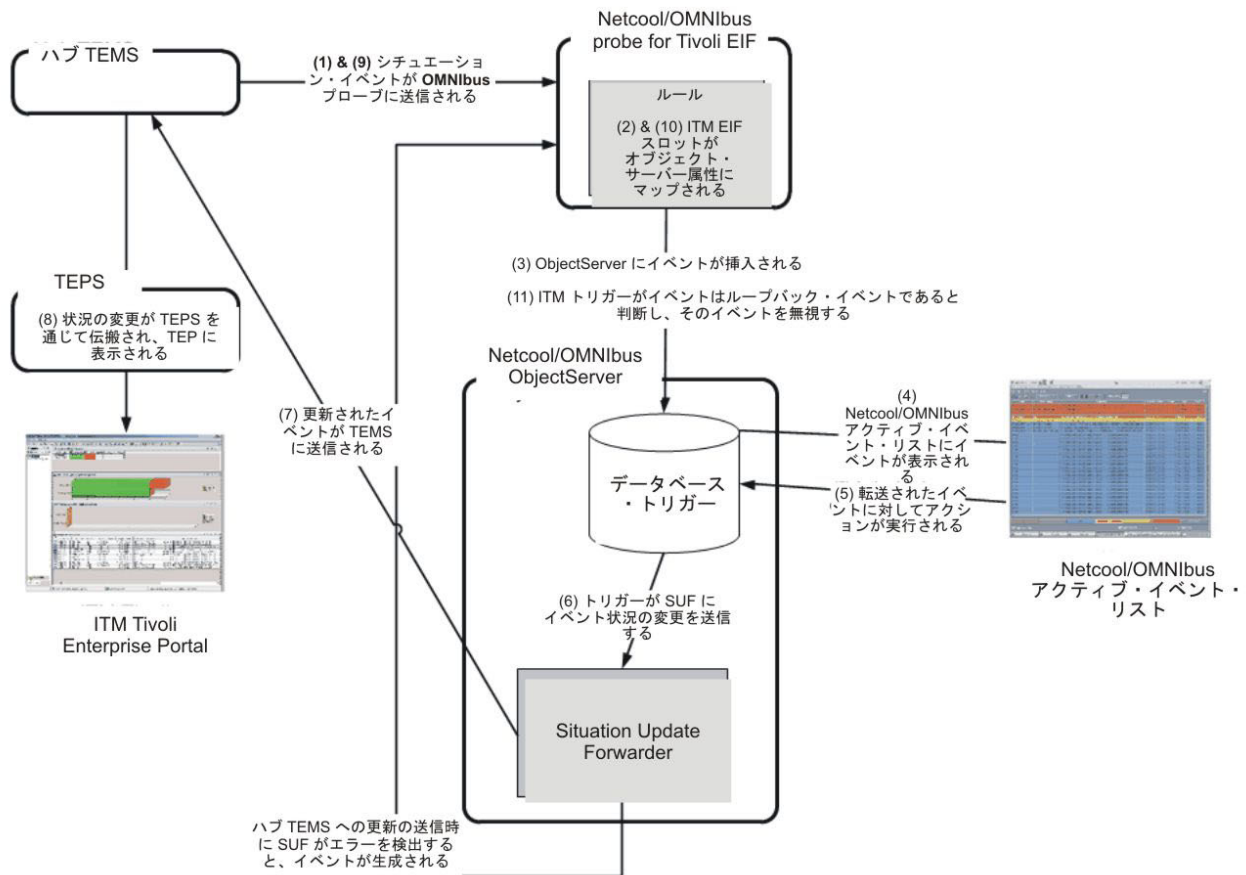 ハブ TEMS
(1) & (9) シチュエーショ
ン・イベントが OMNIbus
プローブに送信される
Netcool/OMNIbus
probe for Tivoli EIF
ルール
(2) & (10) ITM EIF
スロットが
オブジェクト・
サーバー属性に
マップされる
(3) ObjectServer にイベントが挿入される
(11) ITM トリガーがイベントはループバック・イベントであると
判断し、そのイベントを無視する
TEPS
(8) 状況の変更が TEPS を
通じて伝搬され、TEP に
表示される
ITM Tivoli
Enterprise Portal
(7) 更新されたイ
ベントが TEMS
に送信される
Netcool/OMNIbus
ObjectServer
データベース
・トリガー
(4)
Netcool/OMNIbus
アクティブ・イベント
・リストにイ
ベントが表示され
る
(5) 転送されたイベ
ントに対してアクシ
ョンが実行される
Netcool/OMNIbus
アクティブ・イベント・
リスト
(6) トリガーが SUF に
イベント状況の変更を送信
する
Situation Update
Forwarder
ハブ TEMS への更新の送信時
に SUF がエラーを検出する
と、イベントが生成される